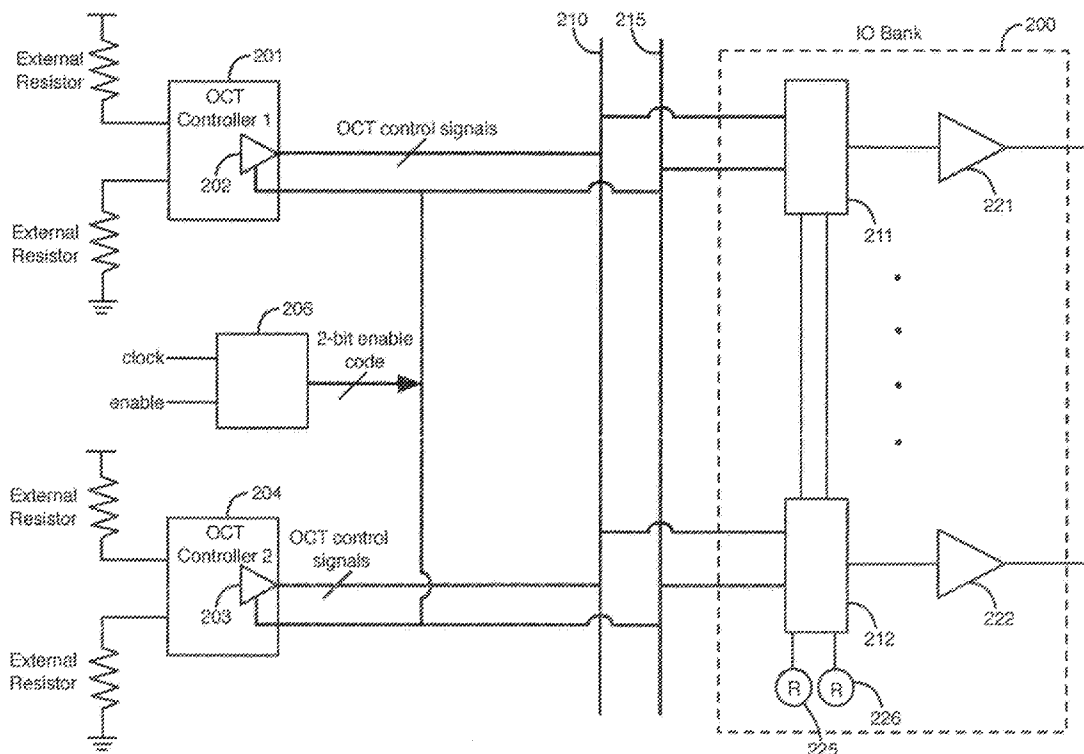 210
215
IO Bank
200
External
Resistor
201
OCT
Controller 1
OCT control signals
202
221
211
External
Resistor
206
2-bit enable
code
clock
enable
External
Resistor
204
OCT
Controller 2
OCT control
signals
203
222
212
External
Resistor
R
R
225
226